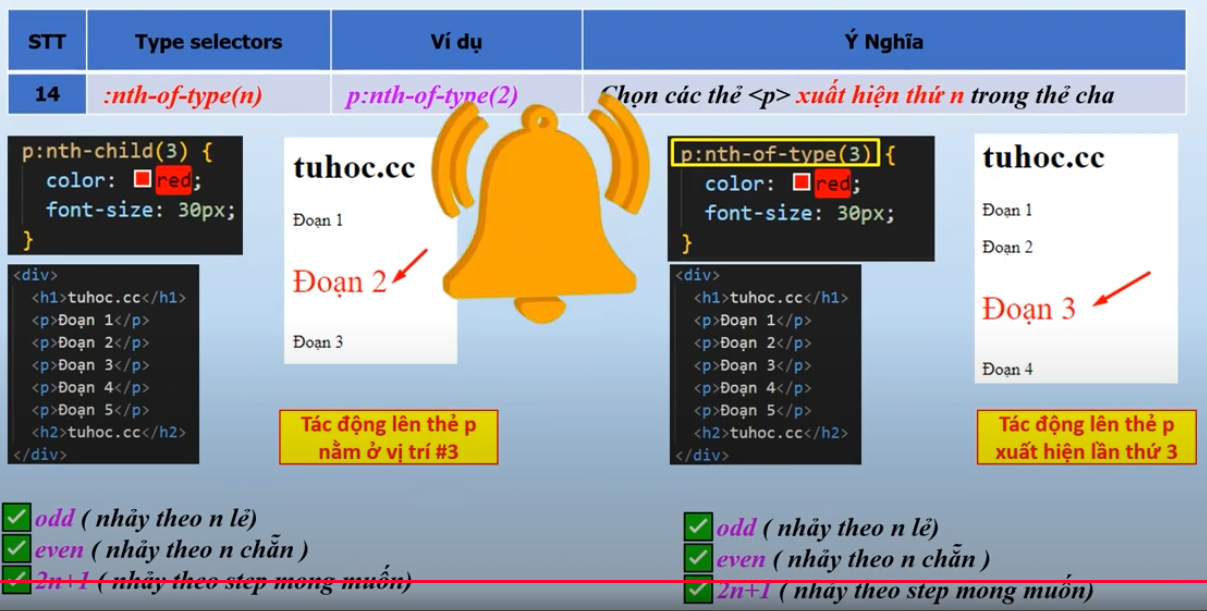 STT Type selectors Ví dụ Ý Nghĩa
14 :nth-of-type(n) p:nth-of-type(2) Chọn các thẻ <p> xuất hiện thứ n trong thẻ cha
p:nth-child(3) {
color: red;
font-size: 30px;
}
<div>
<h1>tuhoc.cc</h1>
<p>Đoạn 1</p>
<p>Đoạn 2</p>
<p>Đoạn 3</p>
<p>Đoạn 4</p>
<p>Đoạn 5</p>
<h2>tuhoc.cc</h2>
</div>
tuhoc.cc
Đoạn 1
Đoạn 2
Đoạn 3
Tác động lên thẻ p
nằm ở vị trí #3
odd ( nhảy theo n lẻ)
even ( nhảy theo n chẵn )
2n+1 ( nhảy theo step mong muốn)
p:nth-of-type(3) {
color: red;
font-size: 30px;
}
<div>
<h1>tuhoc.cc</h1>
<p>Đoạn 1</p>
<p>Đoạn 2</p>
<p>Đoạn 3</p>
<p>Đoạn 4</p>
<p>Đoạn 5</p>
<h2>tuhoc.cc</h2>
</div>
tuhoc.cc
Đoạn 1
Đoạn 2
Đoạn 3
Đoạn 4
Tác động lên thẻ p
xuất hiện lần thứ 3
odd ( nhảy theo n lẻ)
even ( nhảy theo n chẵn )
2n+1 ( nhảy theo step mong muốn)